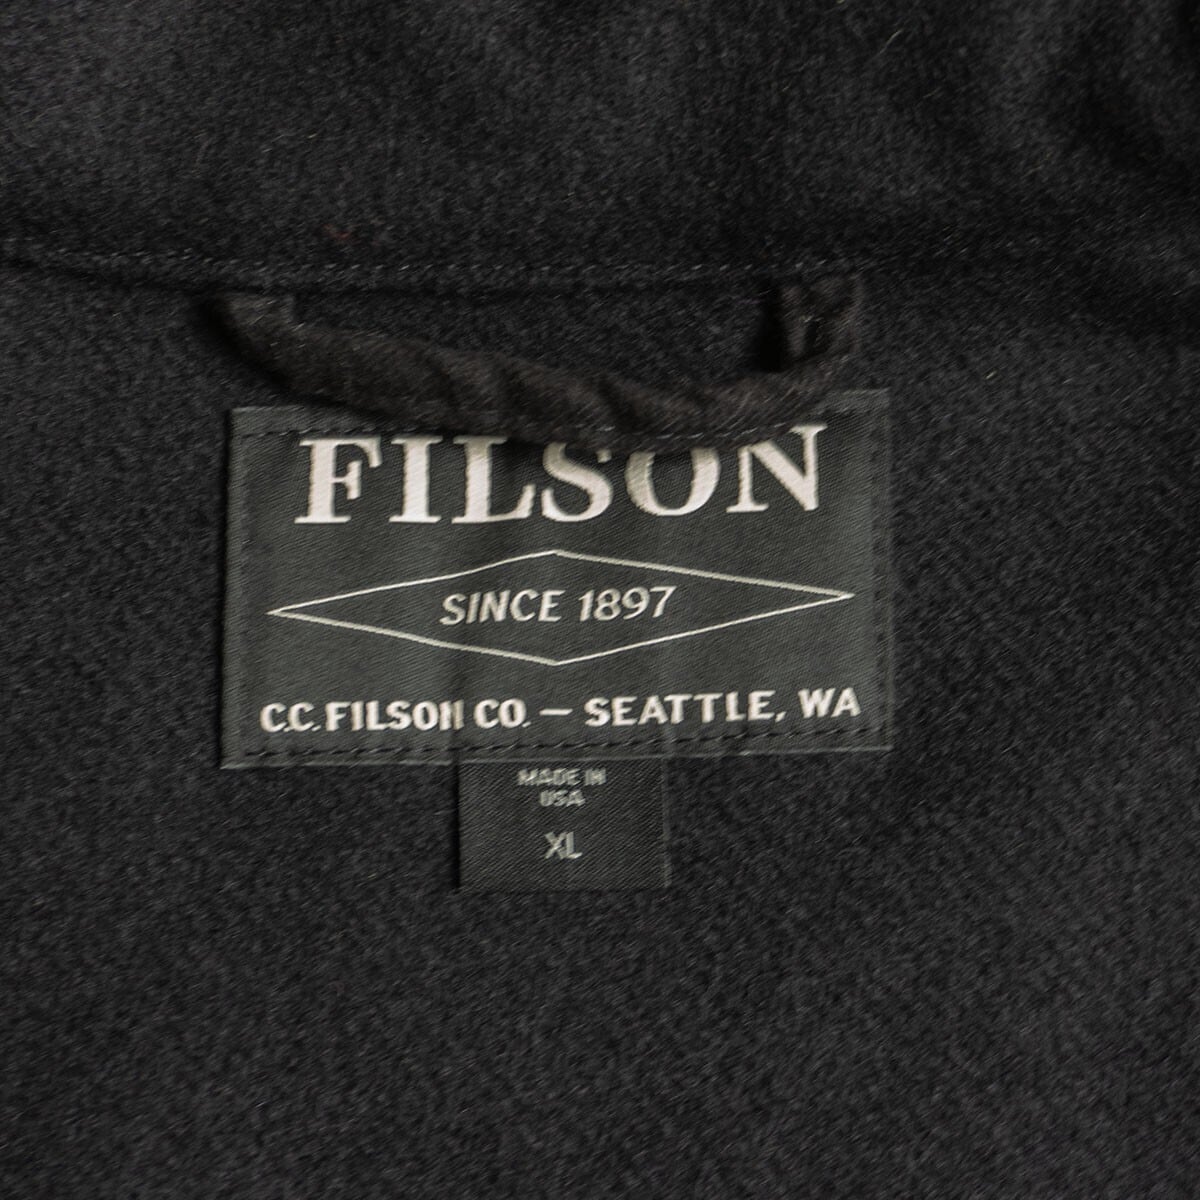 FILSON
SINCE 1897
C.C. FILSON CO. — SEATTLE, WA
MADE IN
USA
XL